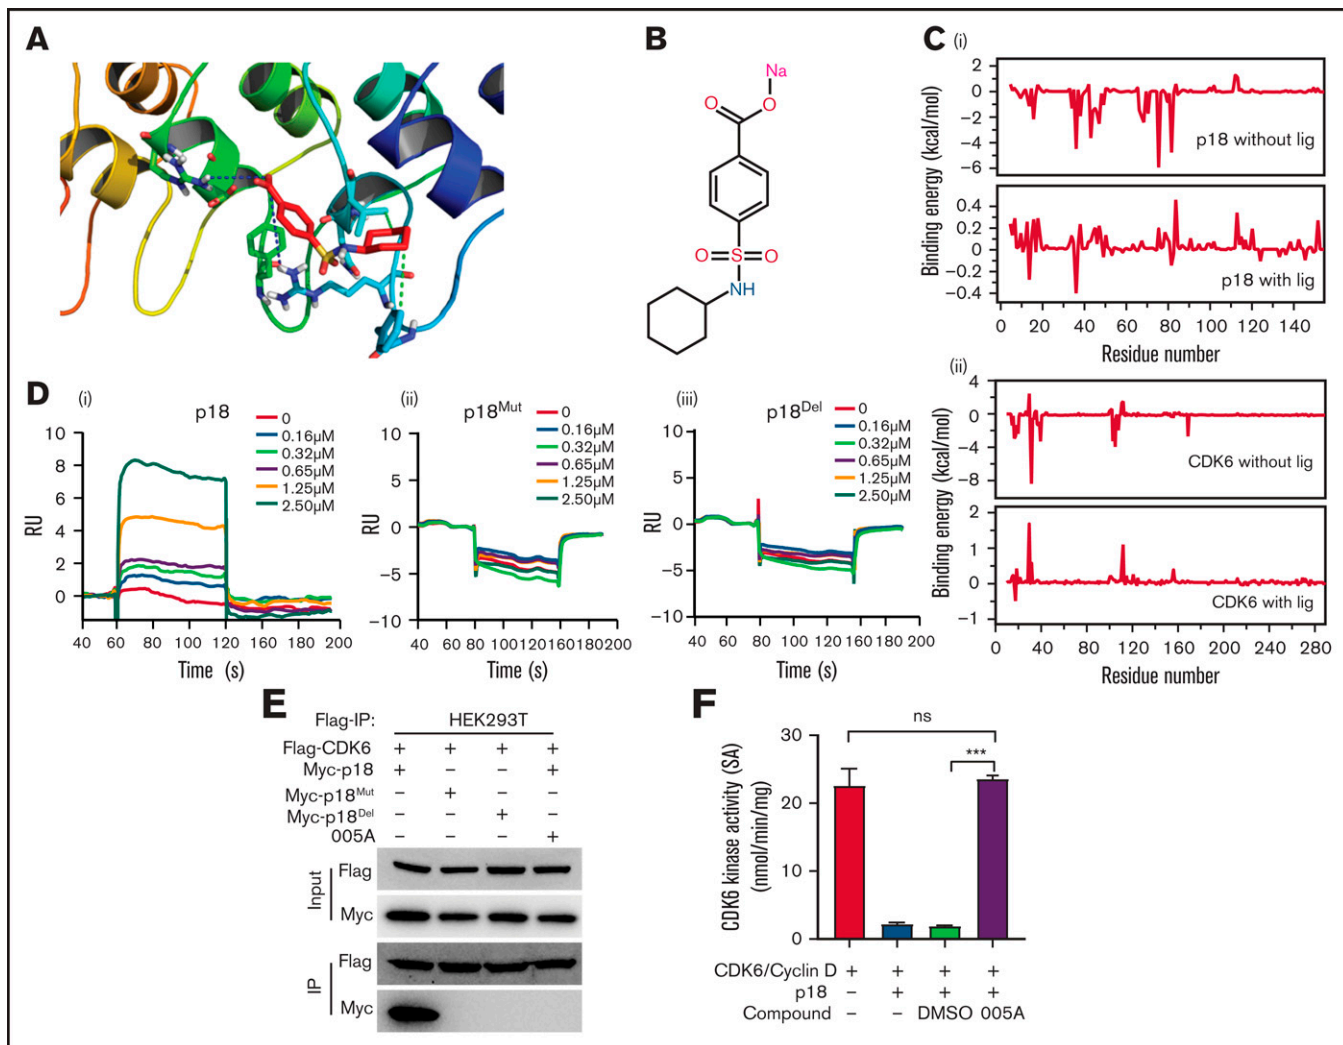 A
B
Na
O
O
O
S
O
NH
C
(i)
Binding energy (kcal/mol)
2
0
-2
-4
-6
p18 without lig
0.4
0.2
0.0
-0.2
-0.4
p18 with lig
0 20 40 60 80 100 120 140
Residue number
(ii)
Binding energy (kcal/mol)
4
0
-4
-8
CDK6 without lig
2
1
0
-1
CDK6 with lig
0 40 80 120 160 200 240 280
Residue number
D
(i)
p18
0
0.16µM
0.32µM
0.65µM
1.25µM
2.50µM
RU
10
8
6
4
2
0
40 60 80 100 120 140 160 200
Time (s)
(ii)
p18Mut
0
0.16µM
0.32µM
0.65µM
1.25µM
2.50µM
RU
10
5
0
-5
-10
40 60 80 100 120 140 160 180 200
Time (s)
(iii)
p18Del
0
0.16µM
0.32µM
0.65µM
1.25µM
2.50µM
RU
10
5
0
-5
-10
40 60 80 100 120 140 160 180 200
Time (s)
E
Flag-IP: HEK293T
Flag-CDK6 + + + +
Myc-p18 + – – +
Myc-p18Mut – + – –
Myc-p18Del – – + –
005A – – – +
Input
Flag
Myc
IP
Flag
Myc
F
ns
***
CDK6 kinase activity (SA)
(nmol/min/mg)
30
20
10
0
CDK6/Cyclin D + + + +
p18 – + + +
Compound – – DMSO 005A